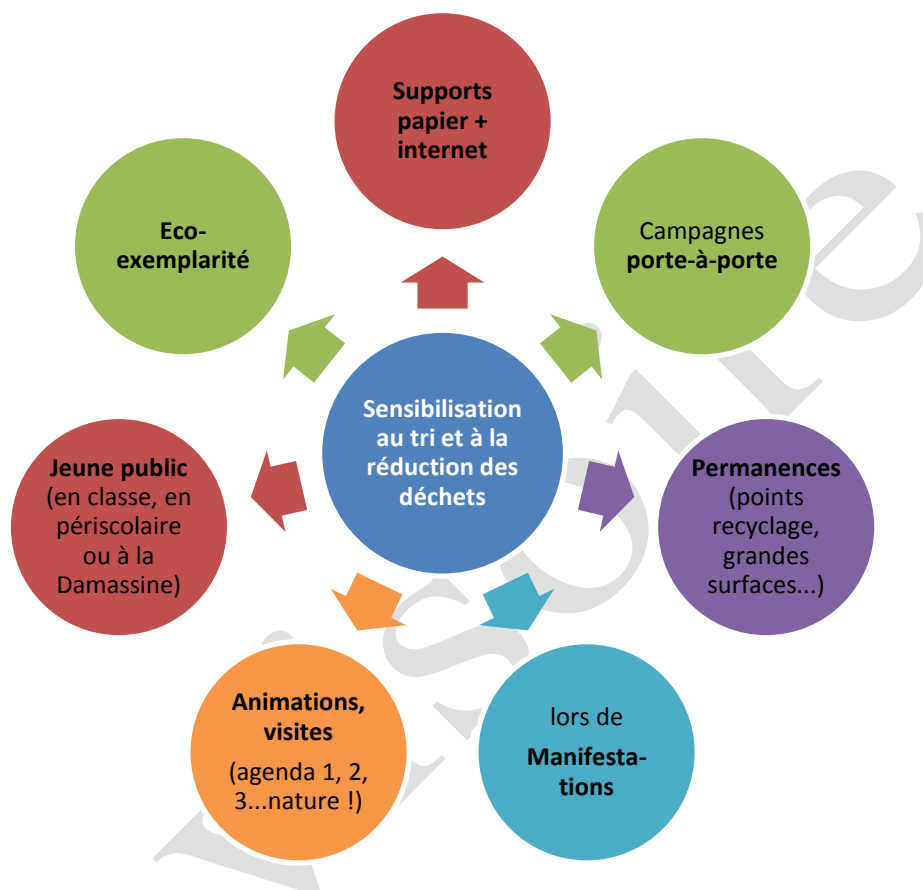 Supports
papier +
internet
Eco-
exemplarité
Campagnes
porte-à-porte
Sensibilisation
au tri et à la
réduction des
déchets
Jeune public
(en classe, en
périscolaire
ou à la
Damassine)
Permanences
(points
recyclage,
grandes
surfaces...)
Animations,
visites
(agenda 1, 2,
3...nature !)
lors de
Manifesta-
tions